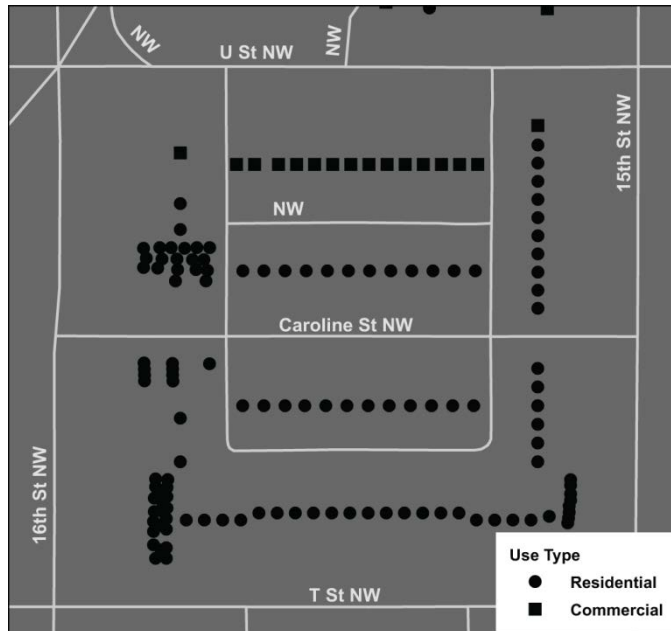 NW
NW
U St NW
15th St NW
NW
Caroline St NW
16th St NW
T St NW
Use Type
Residential
Commercial